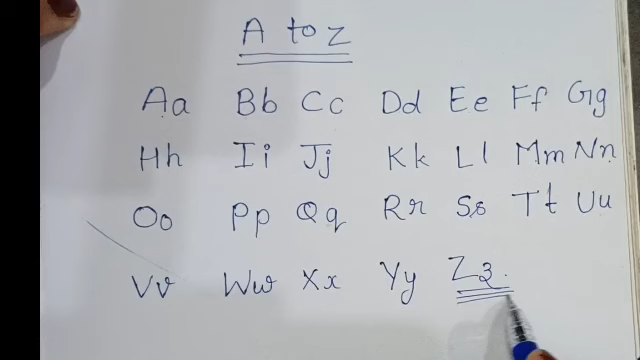 A to Z
Aa Bb Cc Dd Ee Ff Gg
Hh Ii Jj Kk Ll Mm Nn
Oo Pp Qq Rr Ss Tt Uu
Vv Ww Xx Yy Zz.